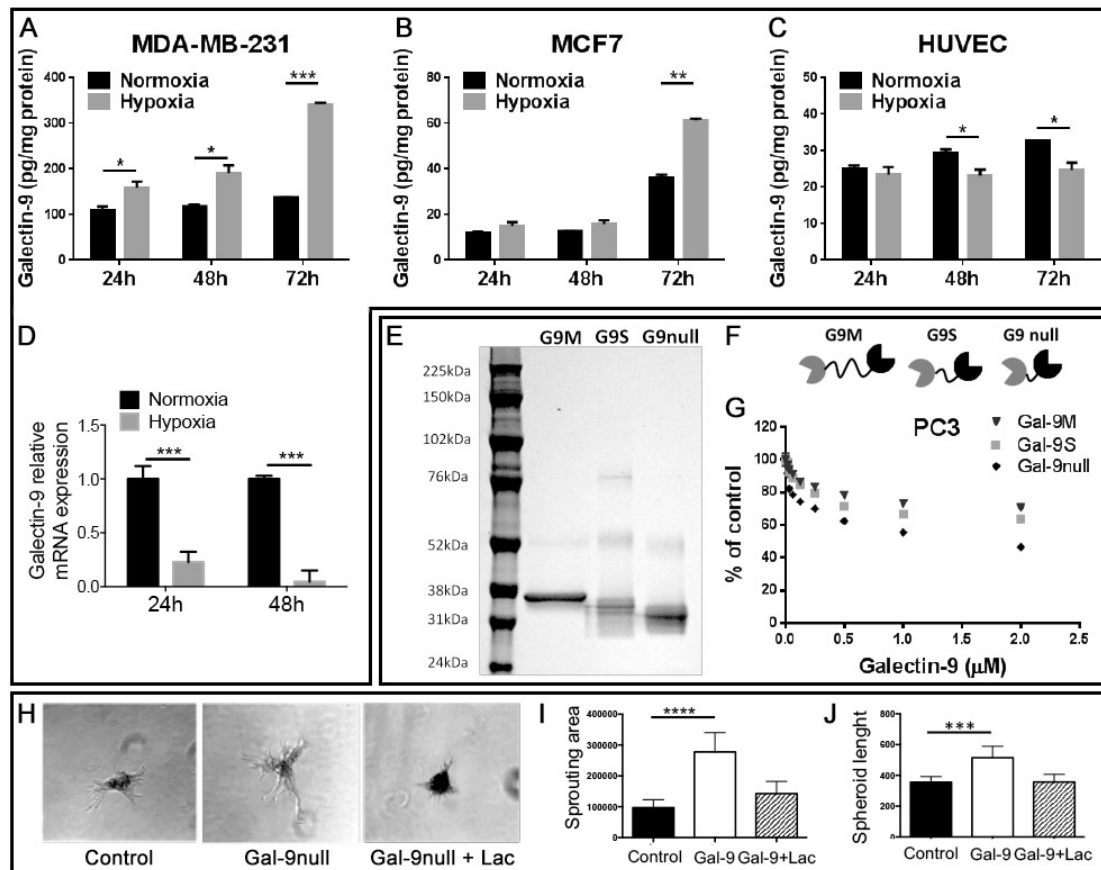 A
MDA-MB-231
Galectin-9 (pg/mg protein)
400
300
200
100
0
Normoxia
Hypoxia
*
*
***
24h
48h
72h
B
MCF7
Galectin-9 (pg/mg protein)
80
60
40
20
0
Normoxia
Hypoxia
**
24h
48h
72h
C
HUVEC
Galectin-9 (pg/mg protein)
50
40
30
20
10
0
Normoxia
Hypoxia
*
*
24h
48h
72h
D
Galectin-9 relative
mRNA expression
1.5
1.0
0.5
0.0
Normoxia
Hypoxia
***
***
24h
48h
E
G9M G9S G9null
225kDa
150kDa
102kDa
76kDa
52kDa
38kDa
31kDa
24kDa
F
G9M G9S G9 null
G
PC3
% of control
120
100
80
60
40
20
0
Gal-9M
Gal-9S
Gal-9null
0.0 0.5 1.0 1.5 2.0 2.5
Galectin-9 (µM)
H
Control
Gal-9null
Gal-9null + Lac
I
Sprouting area
400000
300000
200000
100000
0
****
Control Gal-9 Gal-9+Lac
J
Spheroid lenght
800
600
400
200
0
***
Control Gal-9 Gal-9+Lac